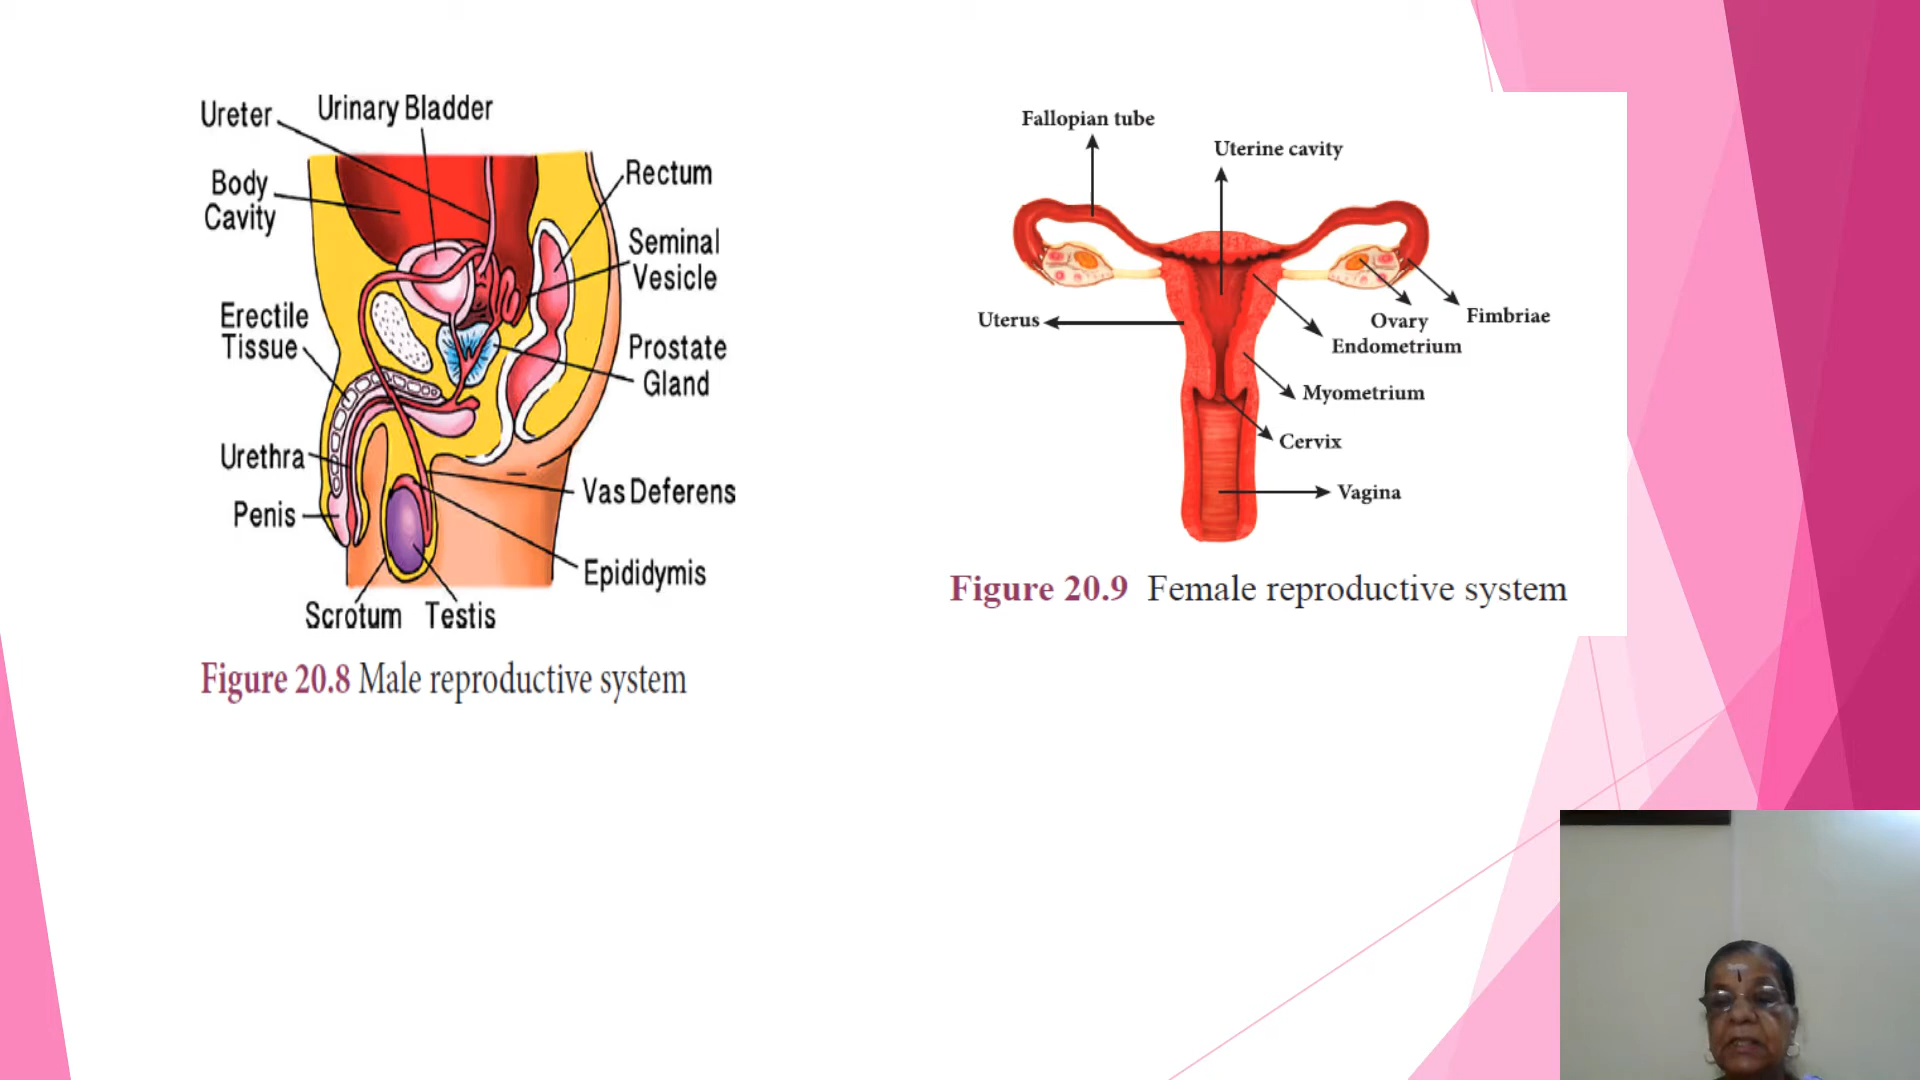 Ureter
Urinary Bladder
Body
Cavity
Rectum
Seminal
Vesicle
Erectile
Tissue
Prostate
Gland
Urethra
Penis
Vas Deferens
Epididymis
Scrotum Testis
Figure 20.8 Male reproductive system
Fallopian tube
Uterine cavity
Uterus
Ovary
Fimbriae
Endometrium
Myometrium
Cervix
Vagina
Figure 20.9 Female reproductive system